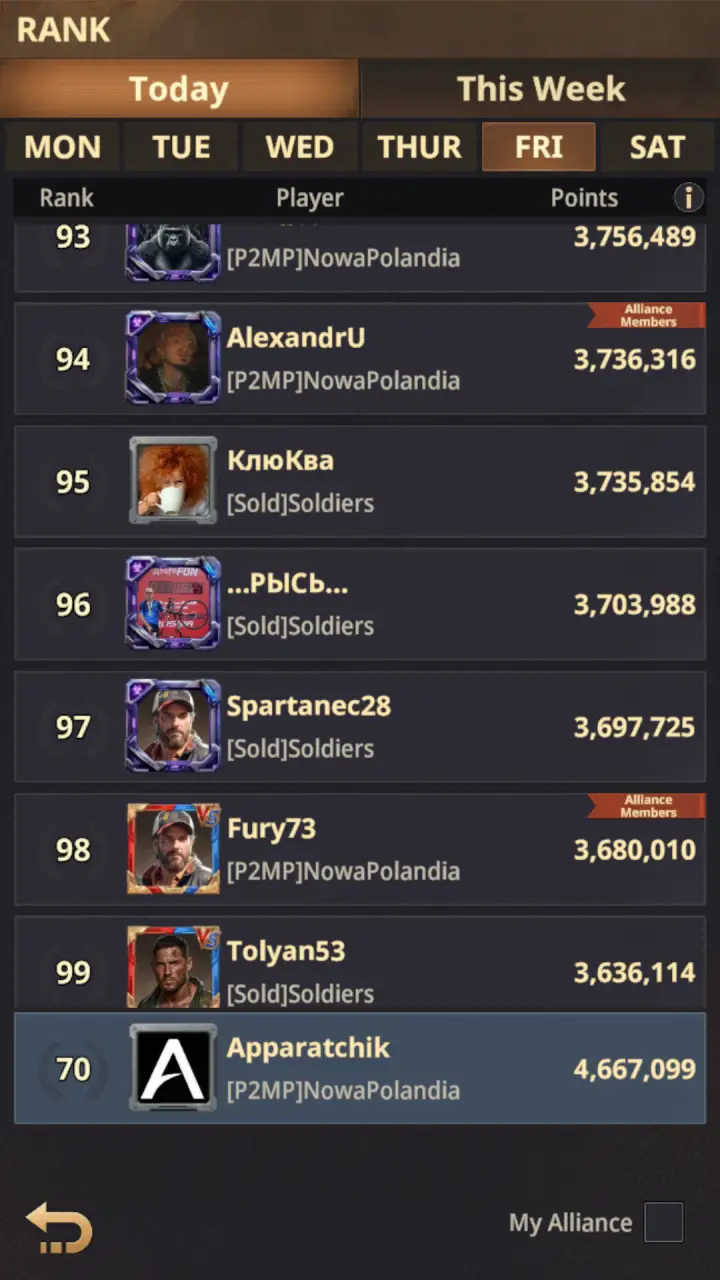 RANK
Today
This Week
MON
TUE
WED
THUR
FRI
SAT
Rank
Player
Points
93
[P2MP]NowaPolandia
3,756,489
Alliance
Members
94
AlexandrU
[P2MP]NowaPolandia
3,736,316
95
КлюКва
[Sold]Soldiers
3,735,854
96
...РЫСЬ...
[Sold]Soldiers
3,703,988
97
Spartanec28
[Sold]Soldiers
3,697,725
Alliance
Members
98
Fury73
[P2MP]NowaPolandia
3,680,010
VS
99
Tolyan53
[Sold]Soldiers
3,636,114
VS
70
Apparatchik
[P2MP]NowaPolandia
4,667,099
My Alliance